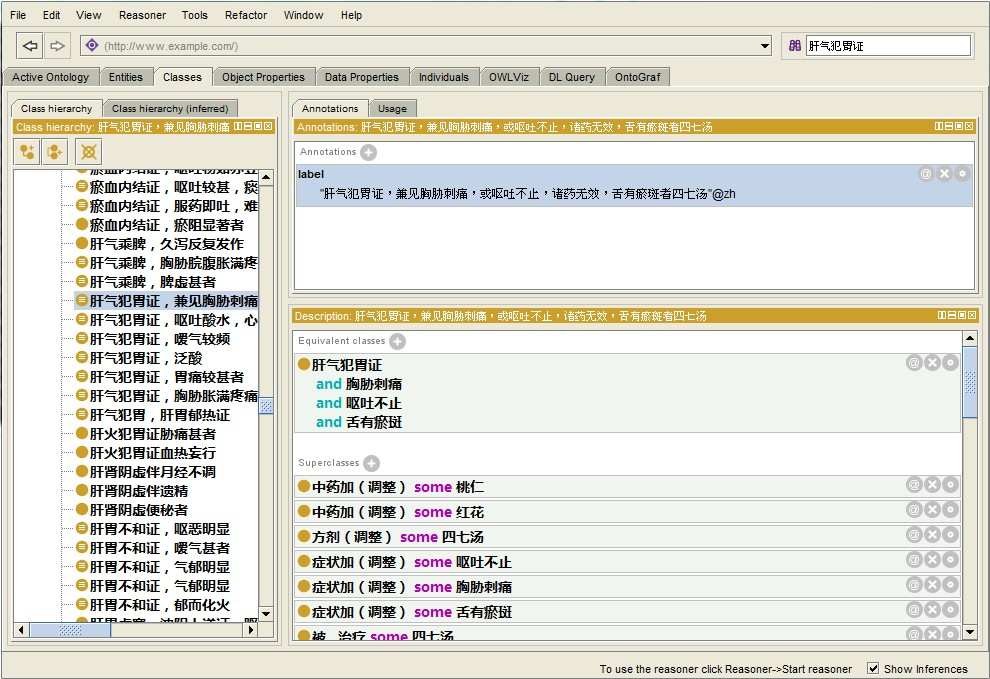 File Edit View Reasoner Tools Refactor Window Help
(http://www.example.com/)
肝气犯胃证
Active Ontology Entities Classes Object Properties Data Properties Individuals OWLViz DL Query OntoGraf
Class hierarchy Class hierarchy (inferred)
Class hierarchy: 肝气犯胃证，兼见胸胁刺痛
瘀血内结证，呕吐较甚，痰
瘀血内结证，服药即吐，难
瘀血内结证，瘀阻显著者
肝气乘脾，久泻反复发作
肝气乘脾，胸胁脘腹胀满疼
肝气乘脾，脾虚甚者
肝气犯胃证，兼见胸胁刺痛
肝气犯胃证，呕吐酸水，心
肝气犯胃证，嗳气较频
肝气犯胃证，泛酸
肝气犯胃证，胃痛较甚者
肝气犯胃证，胸胁胀满疼痛
肝气犯胃，肝胃郁热证
肝火犯胃证胁痛甚者
肝火犯胃证血热妄行
肝肾阴虚伴月经不调
肝肾阴虚伴遗精
肝肾阴虚便秘者
肝胃不和证，呕恶明显
肝胃不和证，嗳气甚者
肝胃不和证，气郁明显
肝胃不和证，气郁明显
肝胃不和证，郁而化火
Annotations Usage
Annotations: 肝气犯胃证，兼见胸胁刺痛，或呕吐不止，诸药无效，舌有瘀斑者四七汤
Annotations
label
"肝气犯胃证，兼见胸胁刺痛，或呕吐不止，诸药无效，舌有瘀斑者四七汤"@zh
Description: 肝气犯胃证，兼见胸胁刺痛，或呕吐不止，诸药无效，舌有瘀斑者四七汤
Equivalent classes
肝气犯胃证
and 胸胁刺痛
and 呕吐不止
and 舌有瘀斑
Superclasses
中药加（调整） some 桃仁
中药加（调整） some 红花
方剂（调整） some 四七汤
症状加（调整） some 呕吐不止
症状加（调整） some 胸胁刺痛
症状加（调整） some 舌有瘀斑
被_治疗 some 四七汤
To use the reasoner click Reasoner->Start reasoner Show Inferences